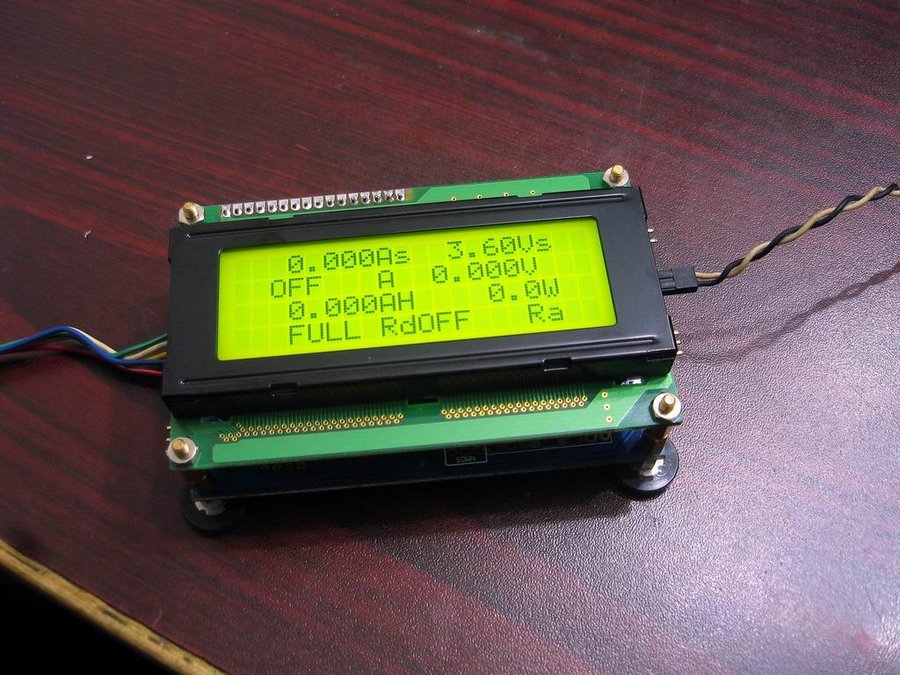 0.000As 3.60Vs
OFF A 0.000V
0.000AH 0.0W
FULL RdOFF Ra